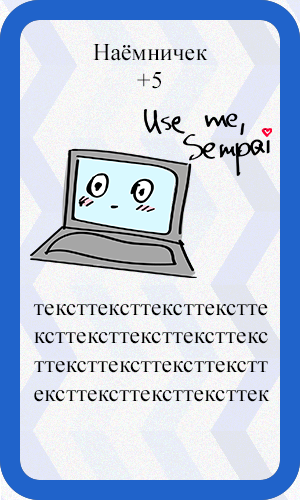 Наёмничек
+5
Use me,
Sempai
тексттексттексттекстте
ксттексттексттексттекс
ттексттексттексттекстт
ексттексттексттексттек